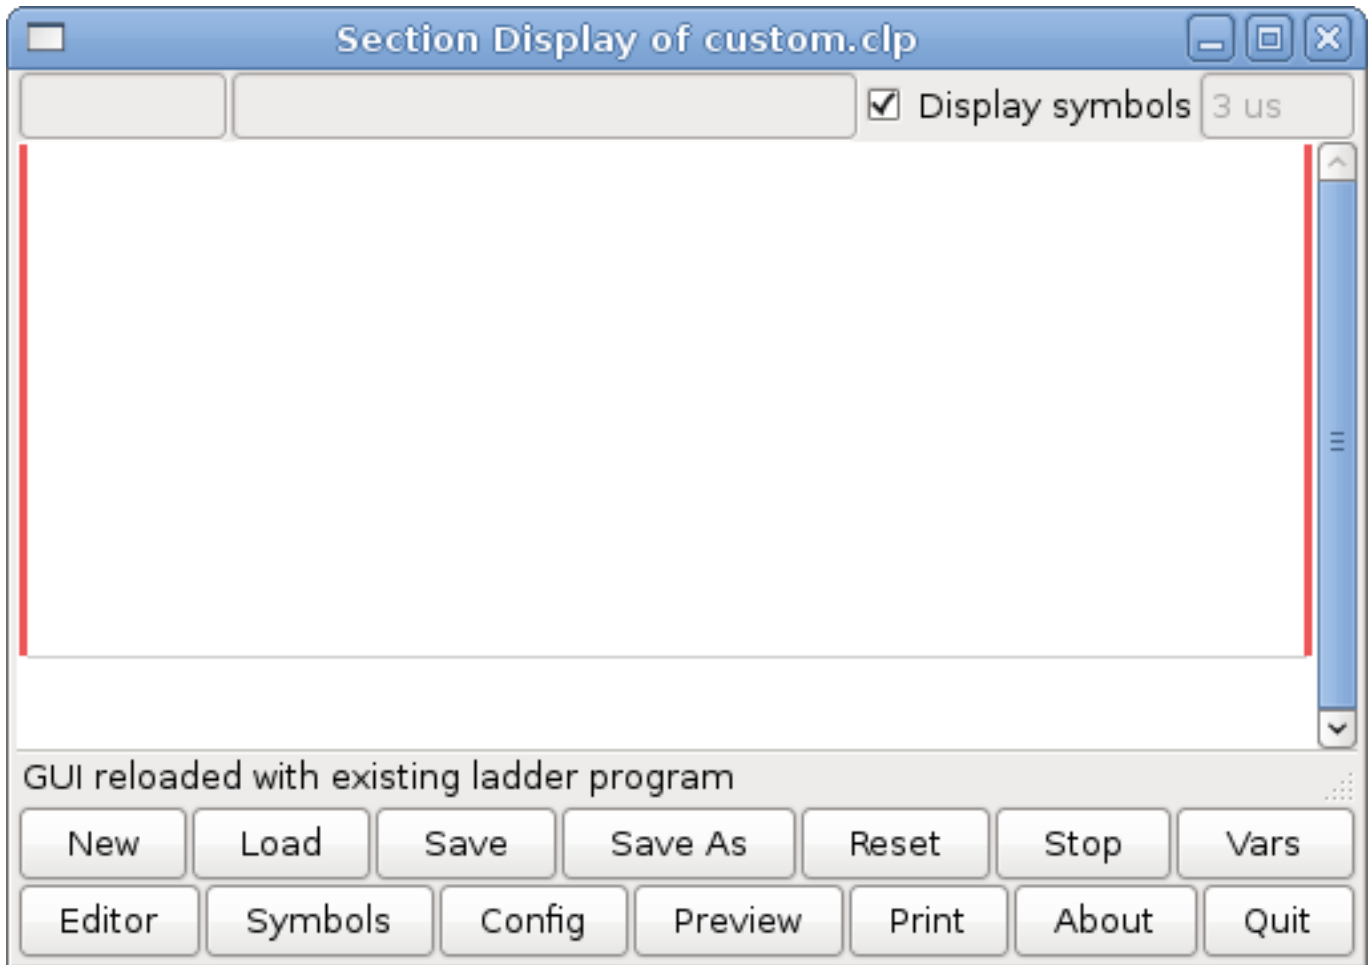 Section Display of custom.clp
Display symbols 3 us
GUI reloaded with existing ladder program
New Load Save Save As Reset Stop Vars
Editor Symbols Config Preview Print About Quit